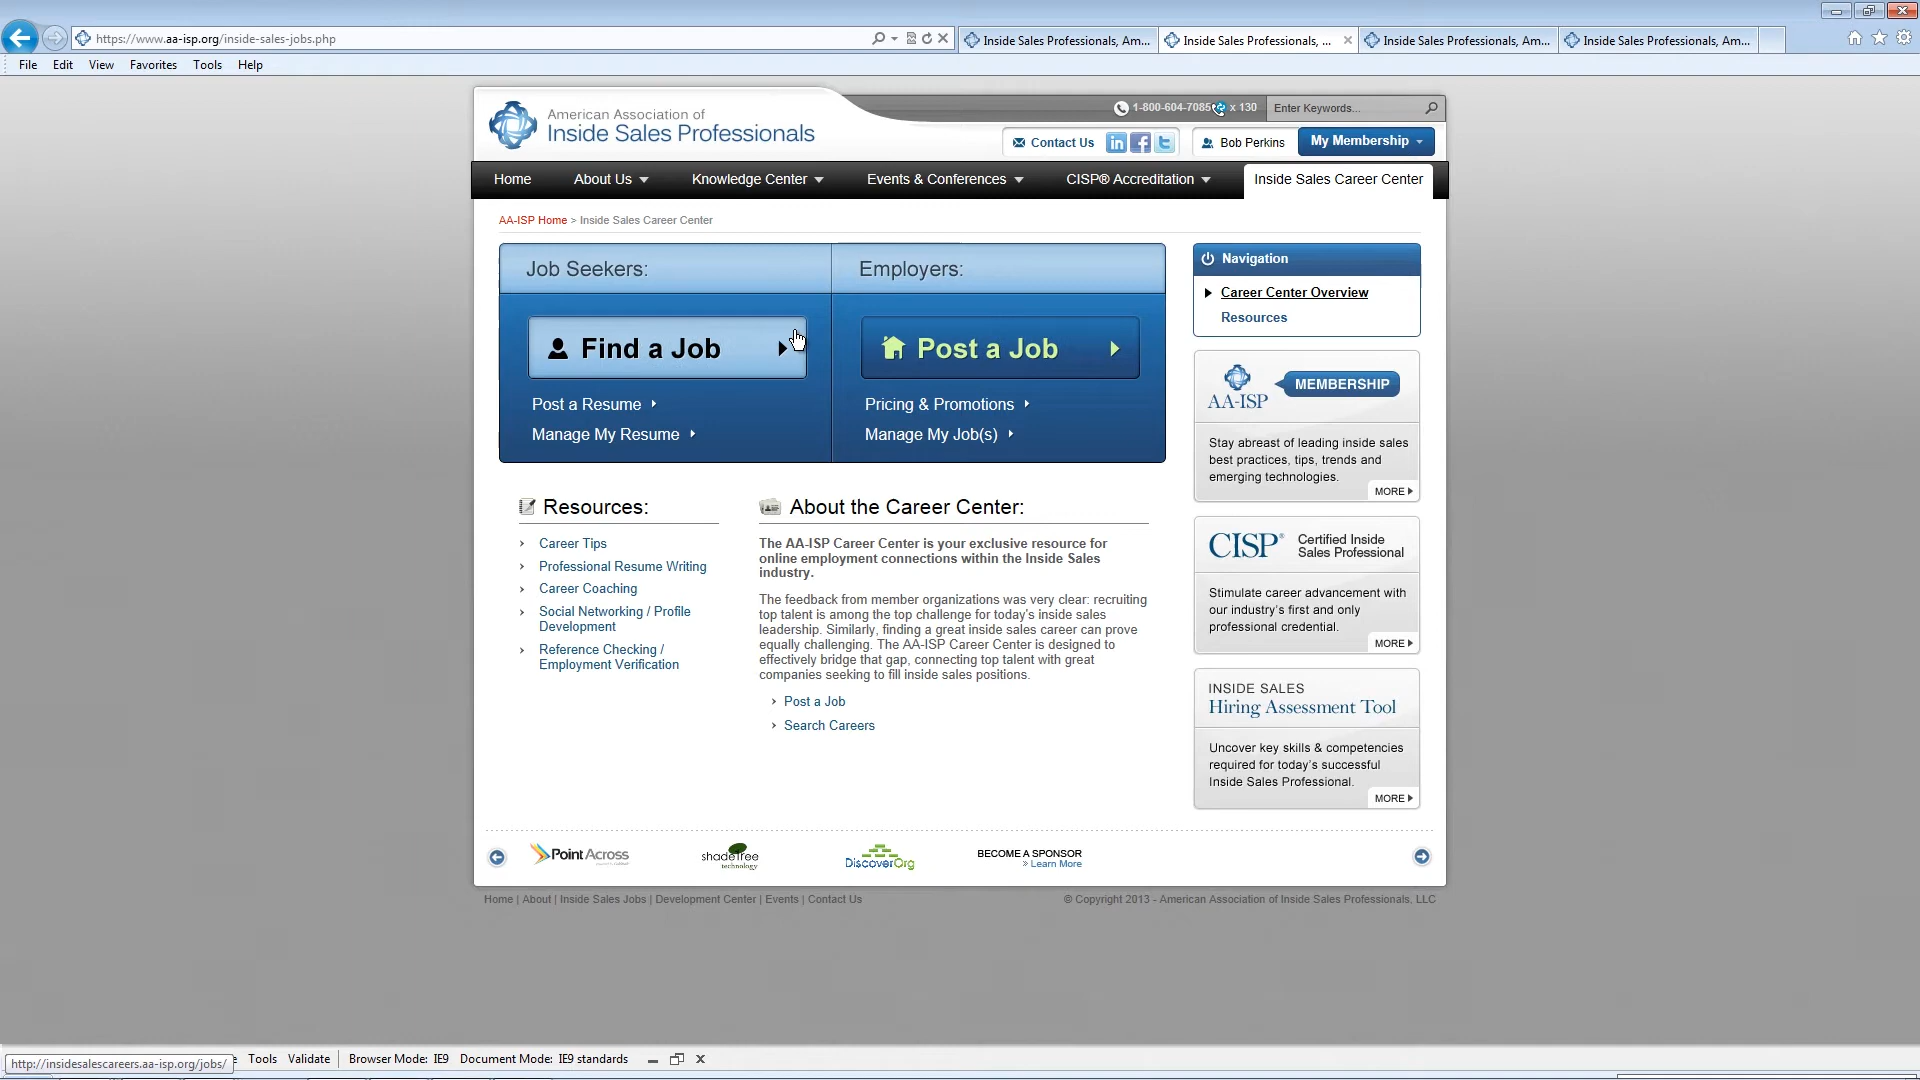 https://www.aa-isp.org/inside-sales-jobs.php
Inside Sales Professionals, Am...
Inside Sales Professionals, ...
Inside Sales Professionals, Am...
Inside Sales Professionals, Am...
File Edit View Favorites Tools Help
American Association of
Inside Sales Professionals
1-800-604-7085 x 130
Enter Keywords...
Contact Us
in f t
Bob Perkins
My Membership
Home About Us Knowledge Center Events & Conferences CISP® Accreditation Inside Sales Career Center
AA-ISP Home > Inside Sales Career Center
Job Seekers:
Find a Job
Post a Resume
Manage My Resume
Employers:
Post a Job
Pricing & Promotions
Manage My Job(s)
Resources:
Career Tips
Professional Resume Writing
Career Coaching
Social Networking / Profile
Development
Reference Checking /
Employment Verification
About the Career Center:
The AA-ISP Career Center is your exclusive resource for
online employment connections within the Inside Sales
industry.
The feedback from member organizations was very clear: recruiting
top talent is among the top challenge for today's inside sales
leadership. Similarly, finding a great inside sales career can prove
equally challenging. The AA-ISP Career Center is designed to
effectively bridge that gap, connecting top talent with great
companies seeking to fill inside sales positions.
Post a Job
Search Careers
Navigation
Career Center Overview
Resources
AA-ISP
MEMBERSHIP
Stay abreast of leading inside sales
best practices, tips, trends and
emerging technologies.
MORE
CISP® Certified Inside
Sales Professional
Stimulate career advancement with
our industry's first and only
professional credential.
MORE
INSIDE SALES
Hiring Assessment Tool
Uncover key skills & competencies
required for today's successful
Inside Sales Professional.
MORE
PointAcross
shadeTree
technology
DiscoverOrg
BECOME A SPONSOR
» Learn More
Home | About | Inside Sales Jobs | Development Center | Events | Contact Us
© Copyright 2013 - American Association of Inside Sales Professionals, LLC
http://insidesalescareers.aa-isp.org/jobs/
Tools Validate Browser Mode: IE9 Document Mode: IE9 standards